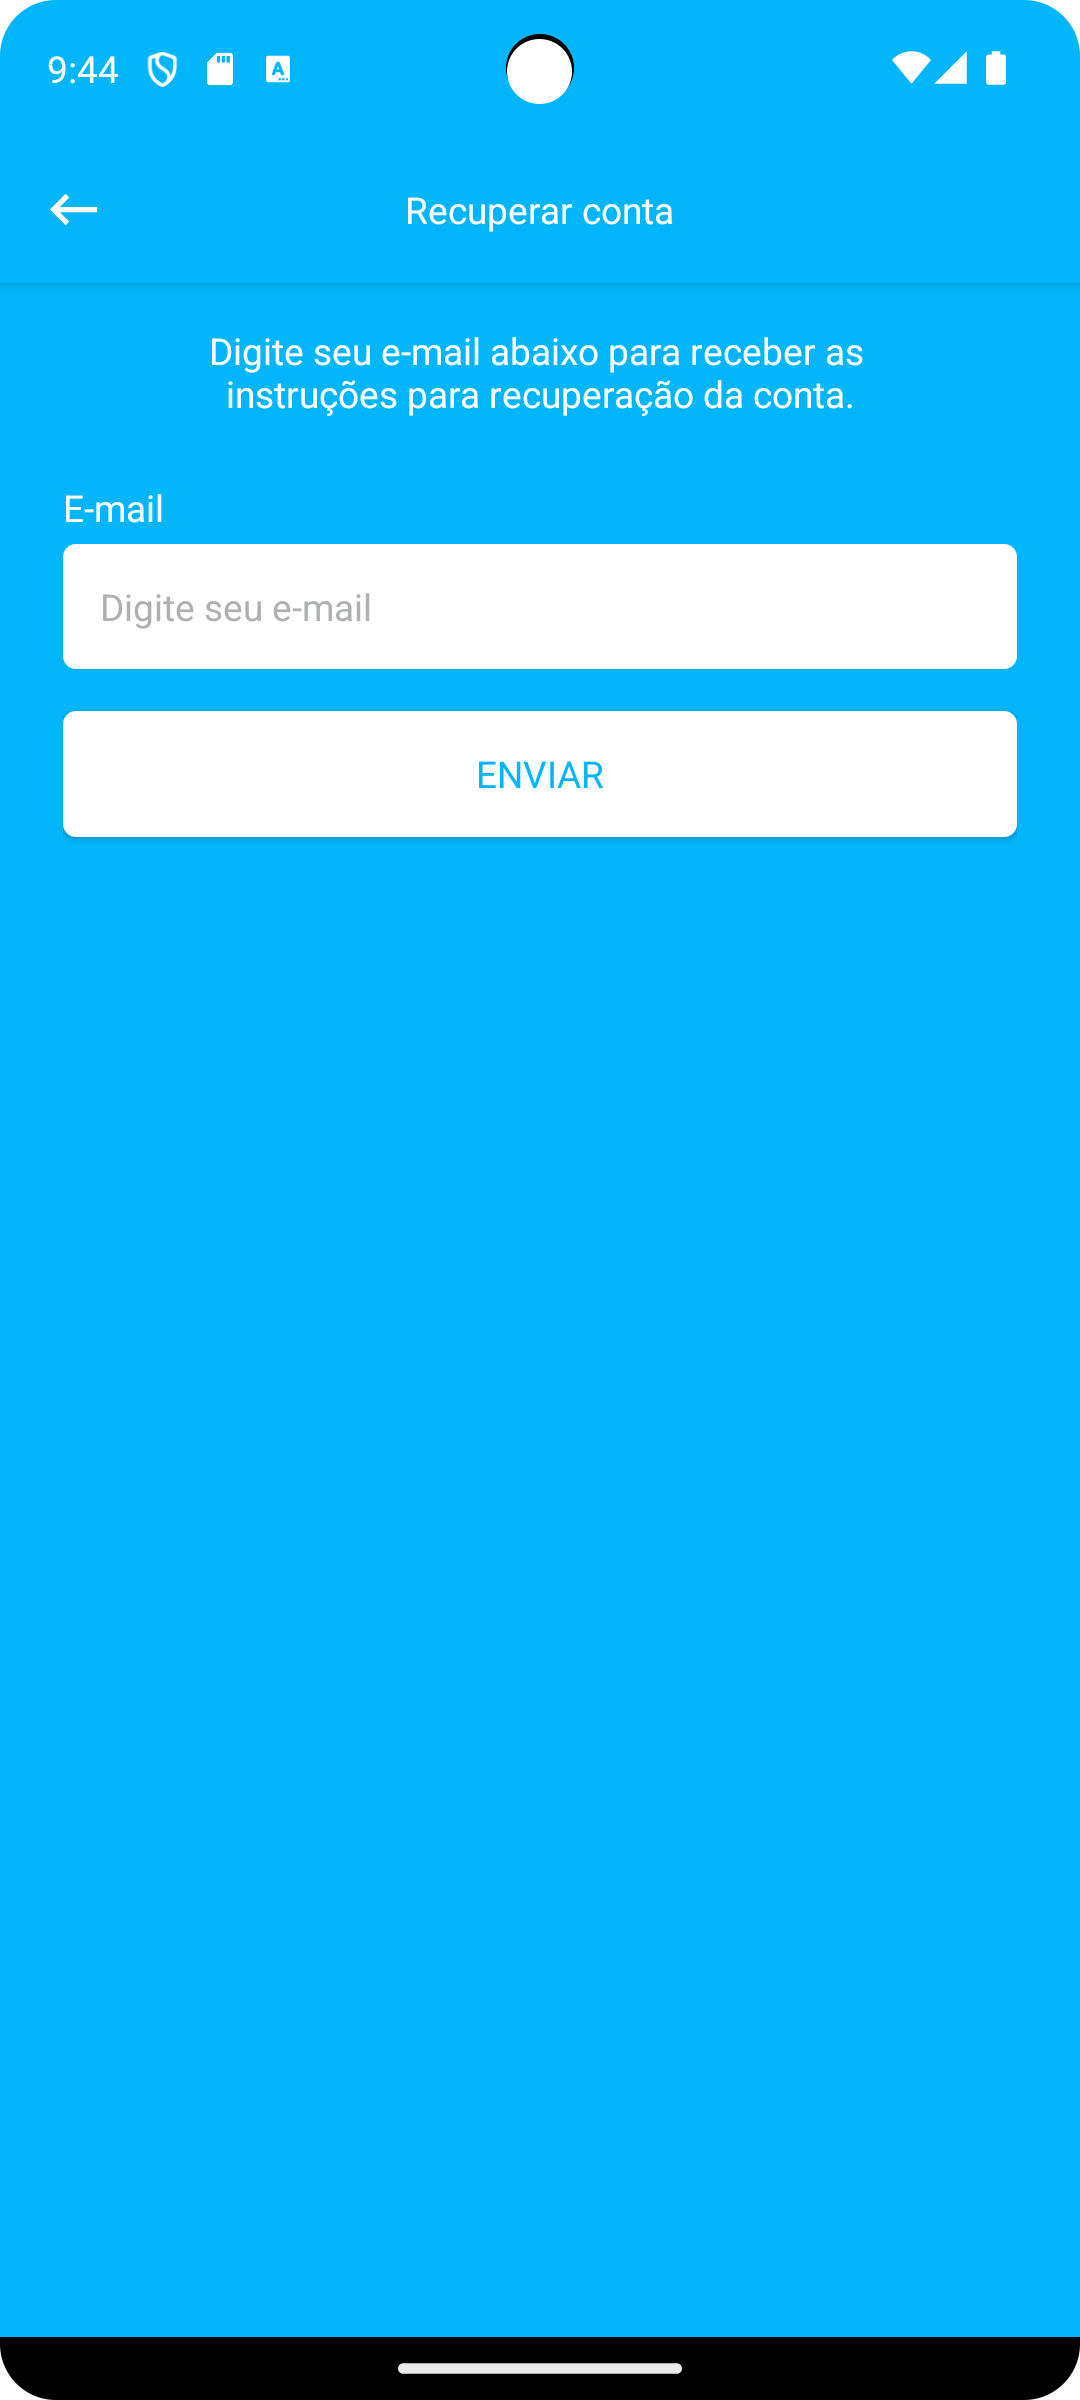 9:44
Recuperar conta
Digite seu e-mail abaixo para receber as
instruções para recuperação da conta.
E-mail
Digite seu e-mail
ENVIAR